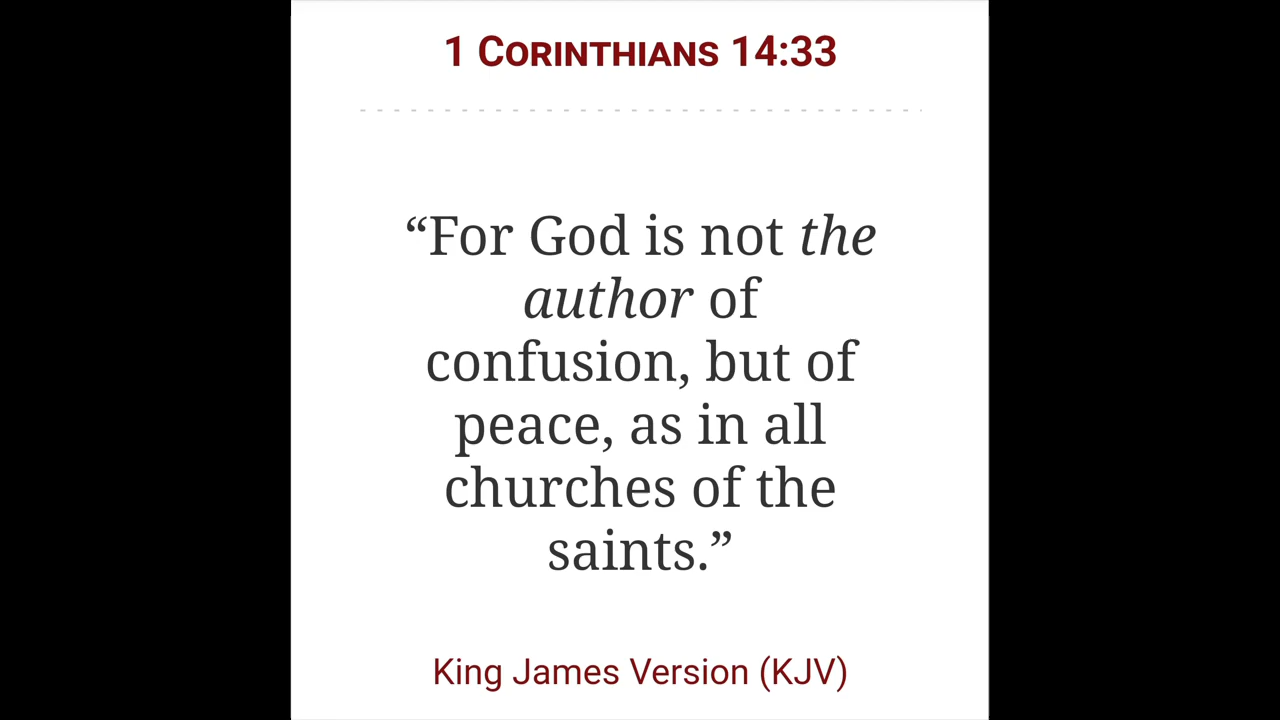 1 Corinthians 14:33
“For God is not the
author of
confusion, but of
peace, as in all
churches of the
saints.”
King James Version (KJV)